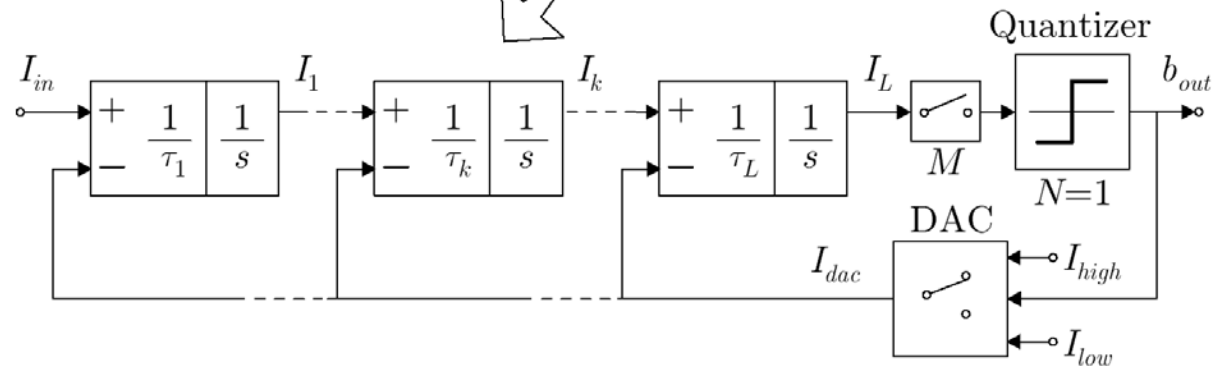 Quantizer
I_in I_1 I_k I_L b_out
+ 1/τ_1 1/s + 1/τ_k 1/s + 1/τ_L 1/s
− − −
M
N=1
DAC
I_dac I_high
I_low